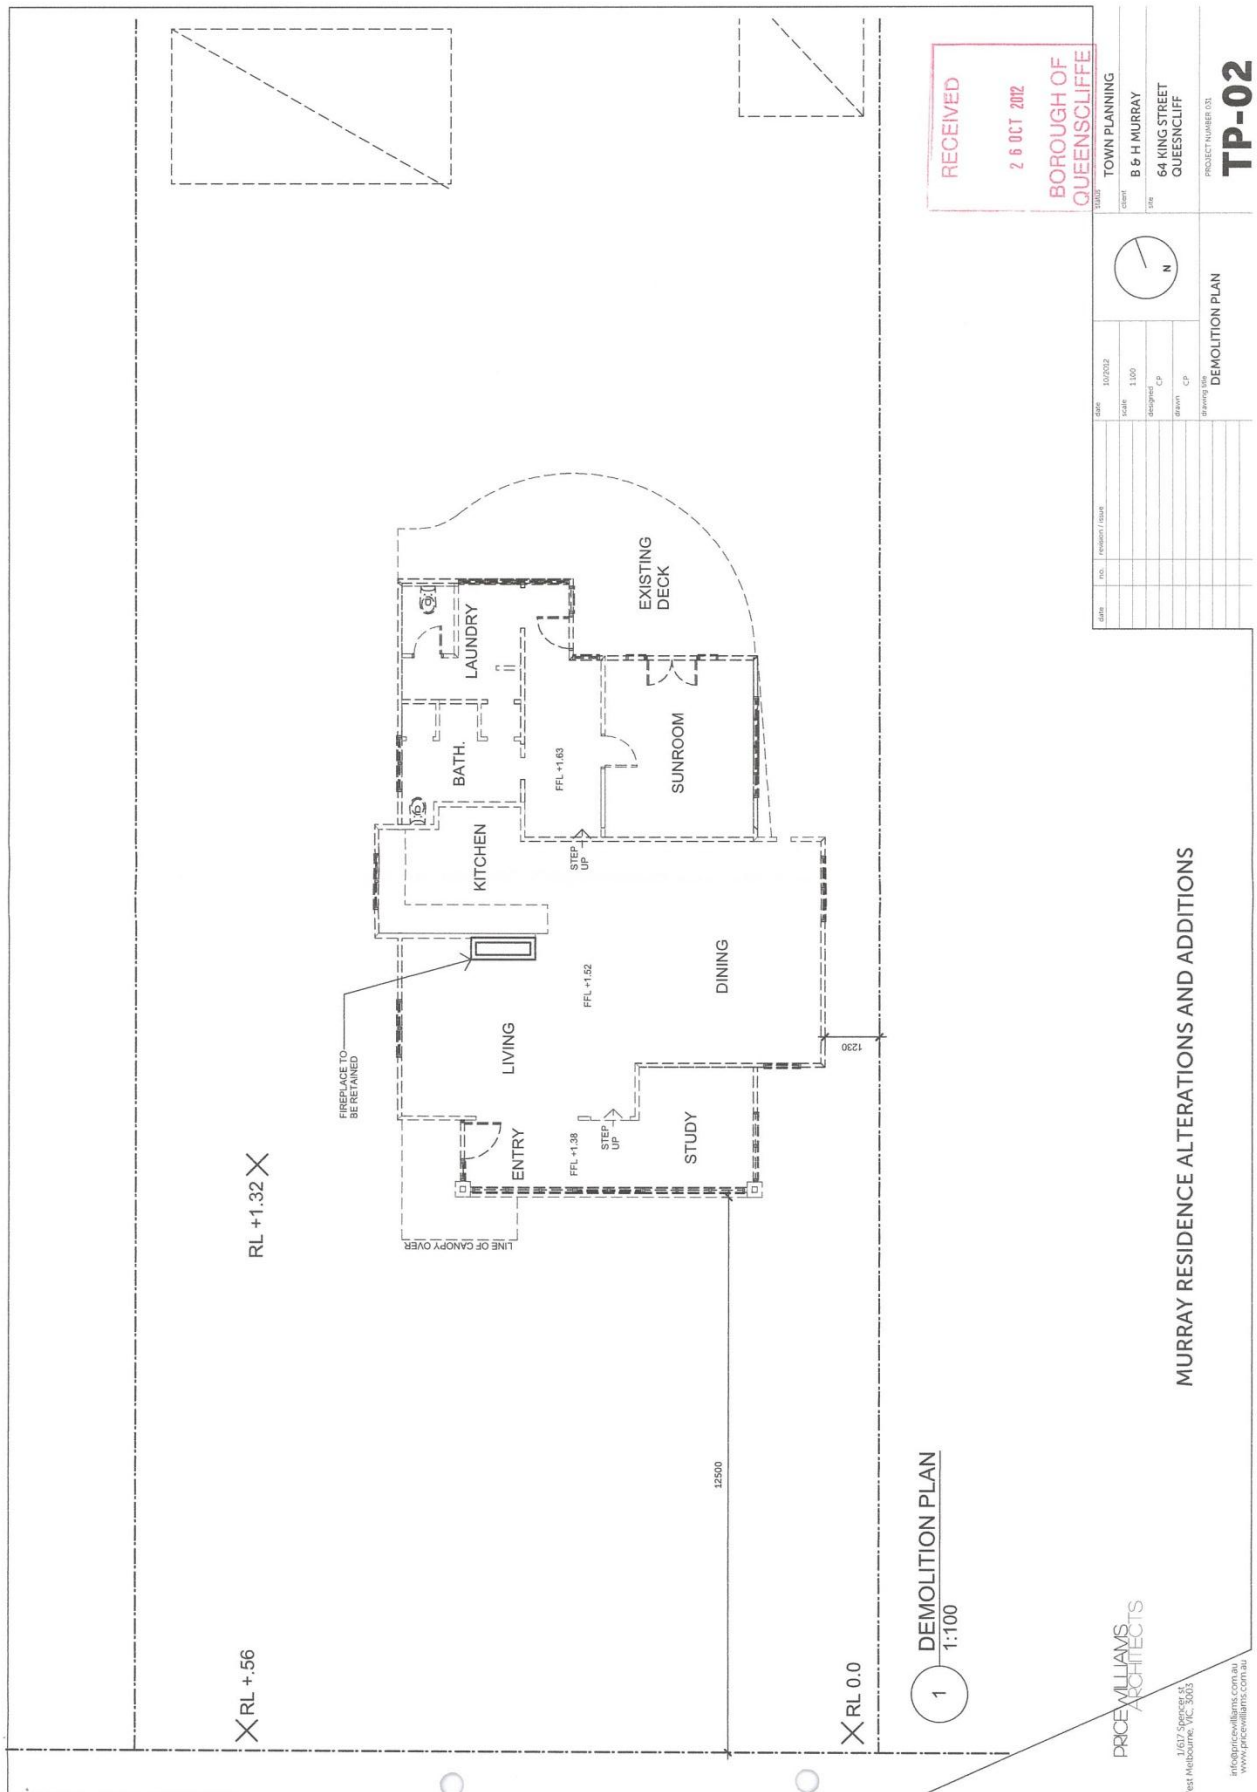 RL +.56
RL +1.32
FIREPLACE TO
BE RETAINED
LINE OF CANOPY OVER
ENTRY
FFL +1.38
STEP
UP
STUDY
LIVING
FFL +1.52
DINING
KITCHEN
STEP
UP
BATH.
FFL +1.63
SUNROOM
LAUNDRY
EXISTING
DECK
1230
12500
RL 0.0
1
DEMOLITION PLAN
1:100
RECEIVED
26 OCT 2012
BOROUGH OF
QUEENSCLIFFE
PRICEWILLIAMS
ARCHITECTS
1/617 Spencer st
est Melbourne, VIC, 3003
info@pricewilliams.com.au
www.pricewilliams.com.au
MURRAY RESIDENCE ALTERATIONS AND ADDITIONS
date
no.
revision / issue
date
10/2012
scale
1:100
designed
CP
drawn
CP
drawing title
DEMOLITION PLAN
N
status
TOWN PLANNING
client
B & H MURRAY
site
64 KING STREET
QUEESNCLIFF
PROJECT NUMBER 031
TP-02